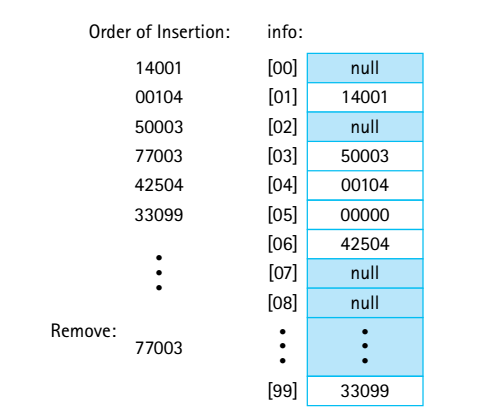 Order of Insertion: info:
14001 [00] null
00104 [01] 14001
50003 [02] null
77003 [03] 50003
42504 [04] 00104
33099 [05] 00000
[06] 42504
[07] null
[08] null
Remove:
77003
[99] 33099